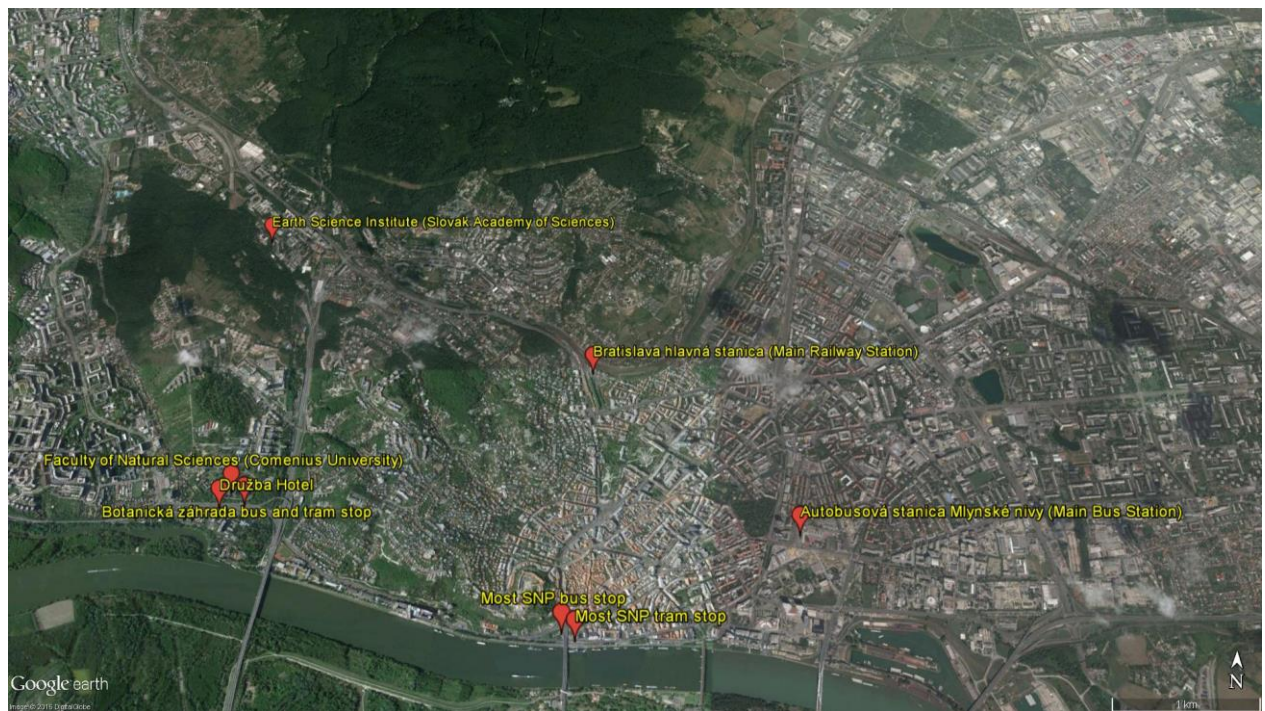 Earth Science Institute (Slovak Academy of Sciences)
Bratislava hlavná stanica (Main Railway Station)
Faculty of Natural Sciences (Comenius University)
Družba Hotel
Botanická záhrada bus and tram stop
Autobusová stanica Mlynské nivy (Main Bus Station)
Most SNP bus stop
Most SNP tram stop
N
Google earth
1 km